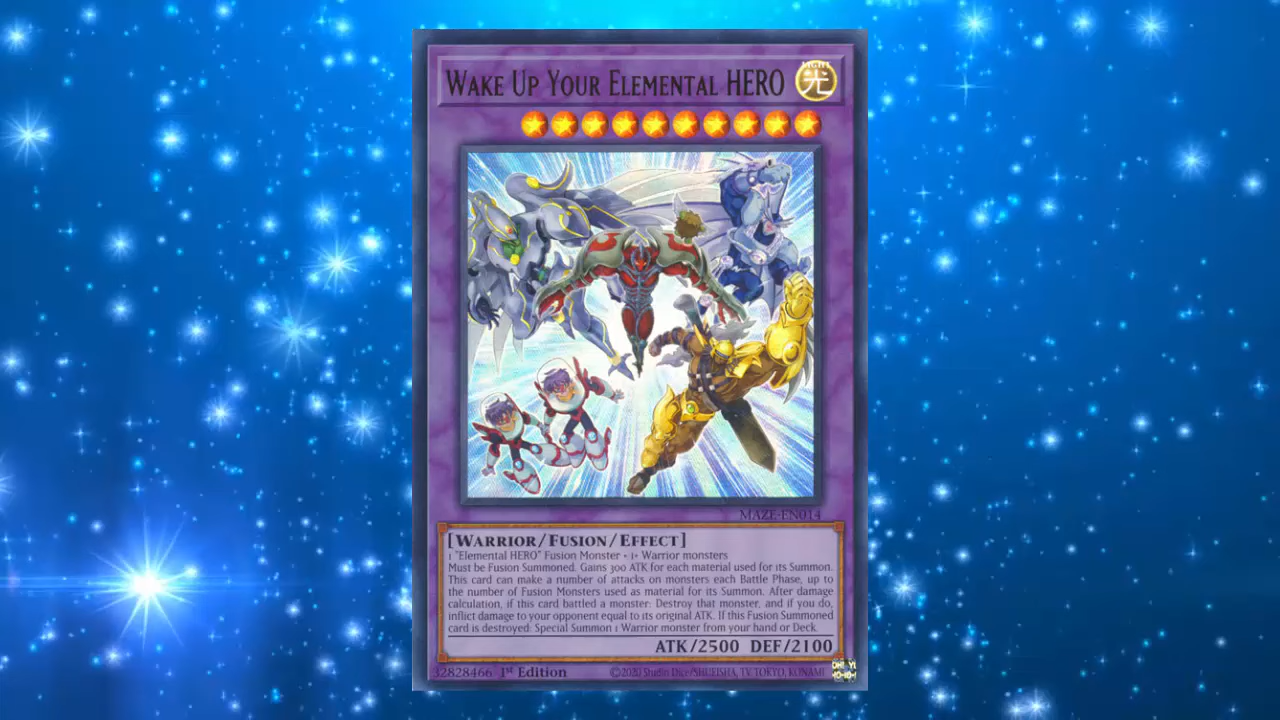 WAKE UP YOUR ELEMENTAL HERO
LIGHT
光
MAZE-EN014
[WARRIOR/FUSION/EFFECT]
1 "Elemental HERO" Fusion Monster + 1+ Warrior monsters
Must be Fusion Summoned. Gains 300 ATK for each material used for its Summon.
This card can make a number of attacks on monsters each Battle Phase, up to
the number of Fusion Monsters used as material for its Summon. After damage
calculation, if this card battled a monster: Destroy that monster, and if you do,
inflict damage to your opponent equal to its original ATK. If this Fusion Summoned
card is destroyed: Special Summon 1 Warrior monster from your hand or Deck.
ATK/2500 DEF/2100
32828466 1st Edition ©2020 Studio Dice/SHUEISHA, TV TOKYO, KONAMI